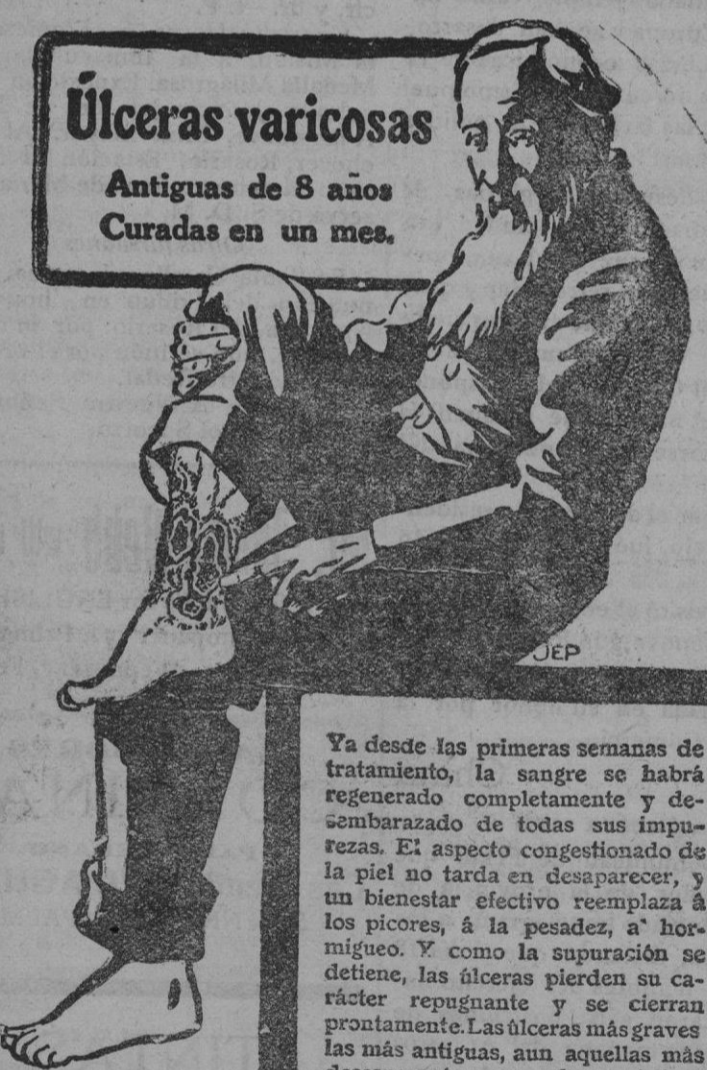 Úlceras varicosas
Antiguas de 8 años
Curadas en un mes.
JEP
Ya desde las primeras semanas de
tratamiento, la sangre se habrá
regenerado completamente y de-
sembarazado de todas sus impu-
rezas. El aspecto congestionado de
la piel no tarda en desaparecer, y
un bienestar efectivo reemplaza á
los picores, á la pesadez, a' hor-
migueo. Y como la supuración se
detiene, las úlceras pierden su ca-
rácter repugnante y se cierran
prontamente. Las úlceras más graves
las más antiguas, aun aquellas más